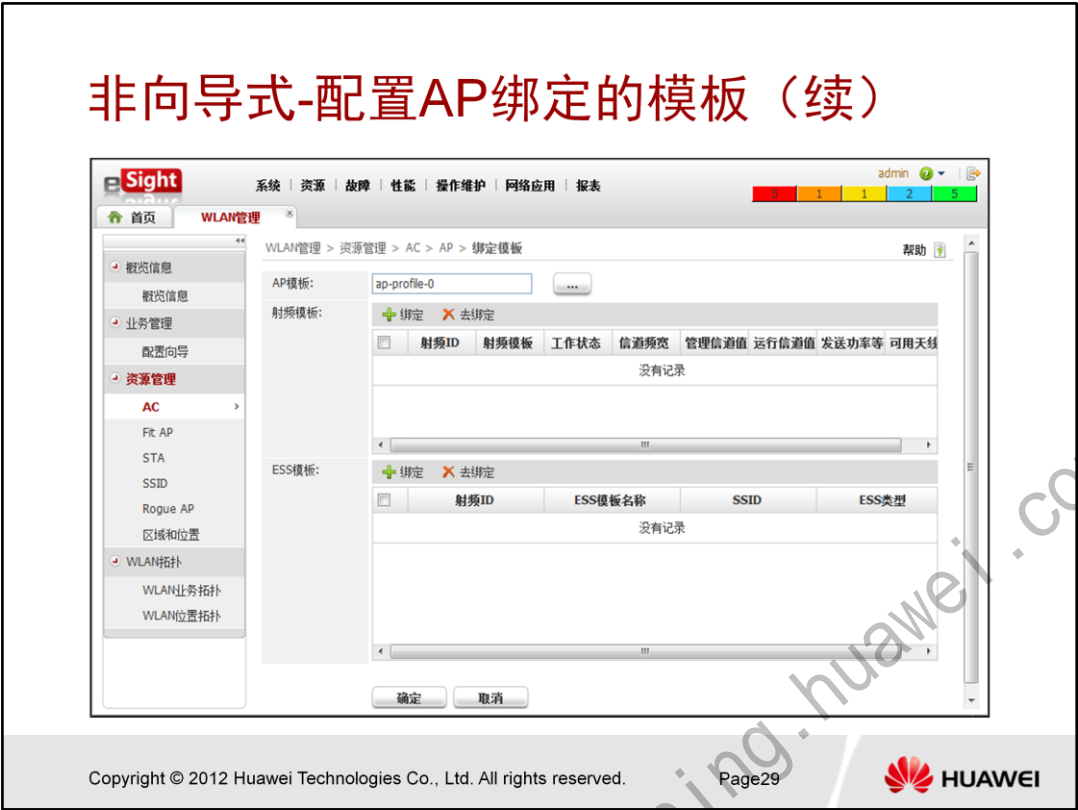 非向导式-配置AP绑定的模板（续）
eSight
admin
系统 | 资源 | 故障 | 性能 | 操作维护 | 网络应用 | 报表
5 1 1 2 5
首页 WLAN管理
WLAN管理 > 资源管理 > AC > AP > 绑定模板
帮助
概览信息
概览信息
业务管理
配置向导
资源管理
AC
Fit AP
STA
SSID
Rogue AP
区域和位置
WLAN拓扑
WLAN业务拓扑
WLAN位置拓扑
AP模板: ap-profile-0 ...
射频模板: 绑定 去绑定
射频ID 射频模板 工作状态 信道频宽 管理信道值 运行信道值 发送功率等 可用天线
没有记录
ESS模板: 绑定 去绑定
射频ID ESS模板名称 SSID ESS类型
没有记录
确定 取消
Copyright © 2012 Huawei Technologies Co., Ltd. All rights reserved.
Page29
HUAWEI
ing.huawei.co